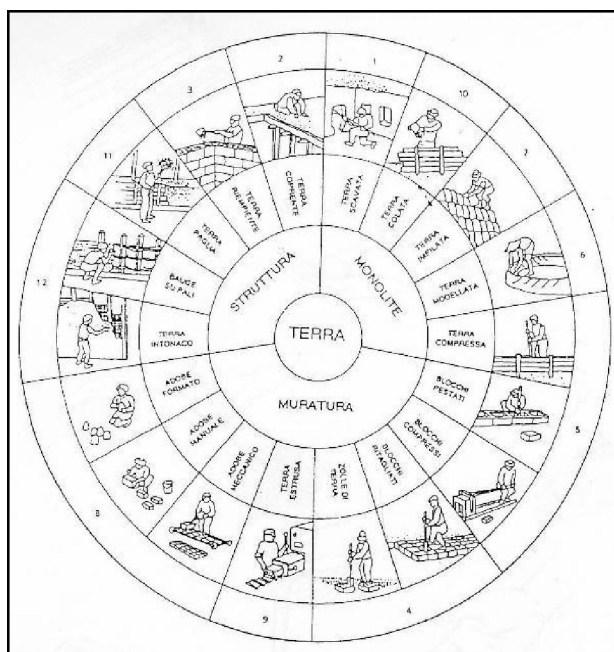 TERRA
MONOLITE
MURATURA
STRUTTURA
TERRA SCAVATA
TERRA COLATA
TERRA IMPILATA
TERRA MODELLATA
TERRA COMPRESSA
BLOCCHI PESTATI
BLOCCHI COMPRESSI
BLOCCHI RITAGLIATI
ZOLLE DI TERRA
TERRA ESTRUSA
ADOBE MECCANICO
ADOBE MANUALE
ADOBE FORMATO
TERRA INTONACO
BAUGE SU PALI
TERRA PAGLIA
TERRA RIEMPIENTE
TERRA COPRENTE
1
10
7
6
5
4
9
8
12
11
3
2